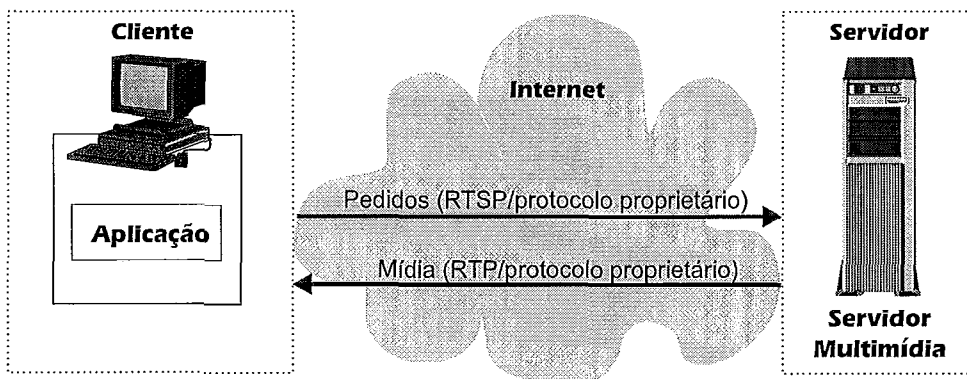 Cliente
Servidor
Internet
Pedidos (RTSP/protocolo proprietário)
Aplicação
Mídia (RTP/protocolo proprietário)
Servidor
Multimídia